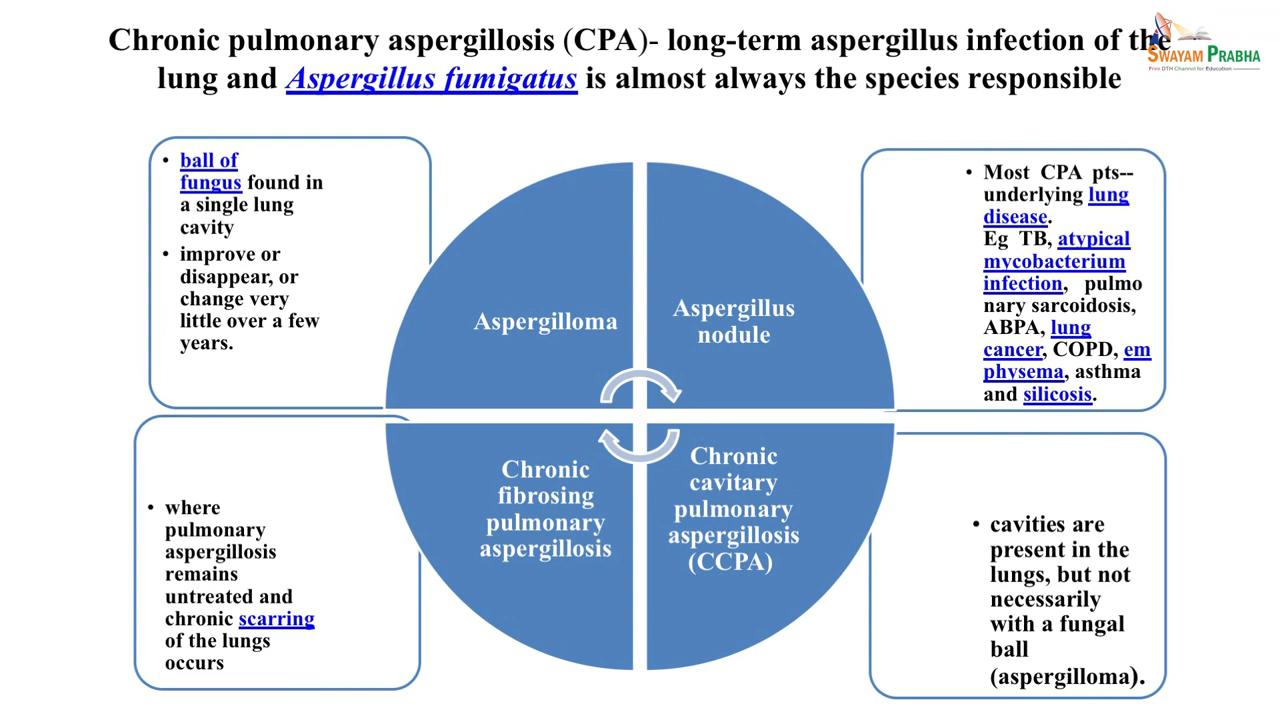 Chronic pulmonary aspergillosis (CPA)- long-term aspergillus infection of the
lung and Aspergillus fumigatus is almost always the species responsible
SWAYAM PRABHA
Free DTH Channel for Education
• ball of
fungus found in
a single lung
cavity
• improve or
disappear, or
change very
little over a few
years.
Aspergilloma
Aspergillus
nodule
• Most CPA pts--
underlying lung
disease.
Eg TB, atypical
mycobacterium
infection, pulmo
nary sarcoidosis,
ABPA, lung
cancer, COPD, em
physema, asthma
and silicosis.
• where
pulmonary
aspergillosis
remains
untreated and
chronic scarring
of the lungs
occurs
Chronic
fibrosing
pulmonary
aspergillosis
Chronic
cavitary
pulmonary
aspergillosis
(CCPA)
• cavities are
present in the
lungs, but not
necessarily
with a fungal
ball
(aspergilloma).